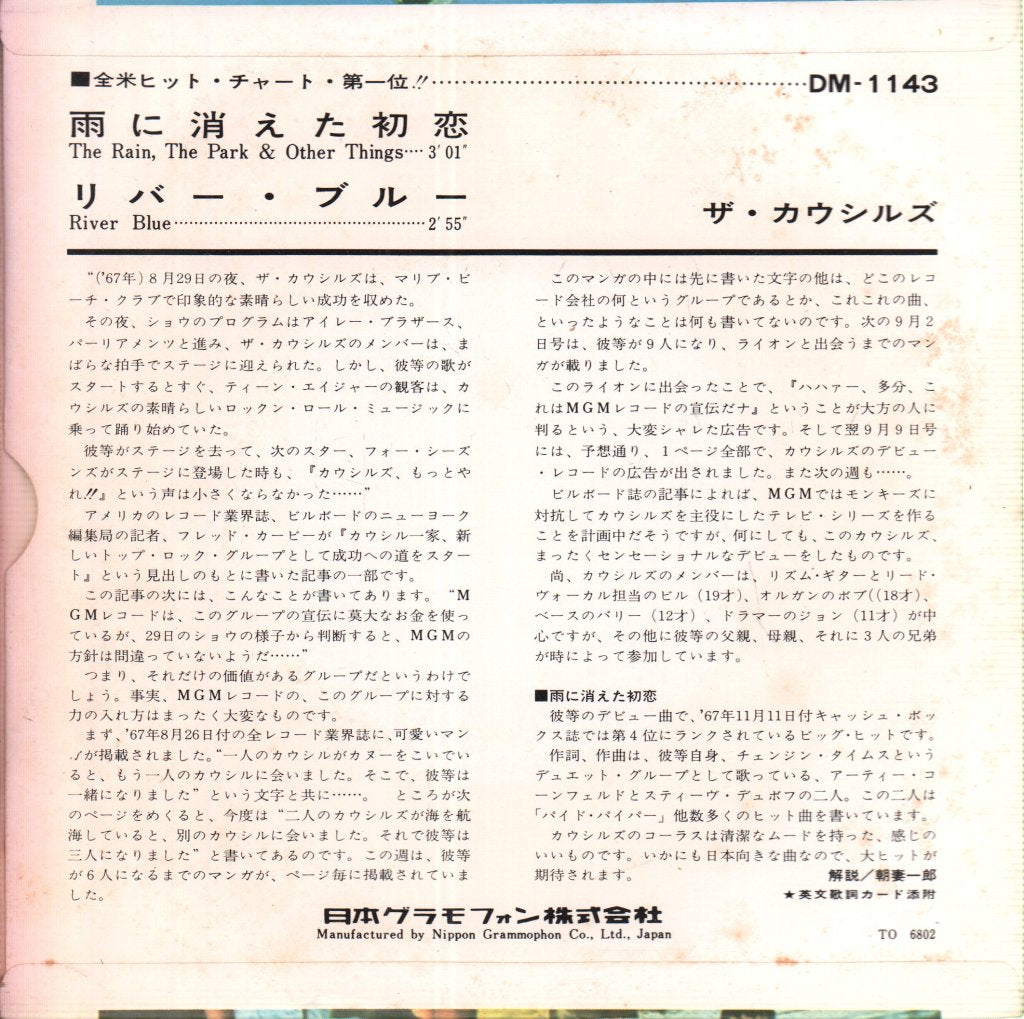 ■全米ヒット・チャート・第一位!!……………………………………DM-1143
雨に消えた初恋
The Rain, The Park & Other Things…… 3′01″
リバー・ブルー
River Blue……………………………………2′55″
ザ・カウシルズ
“('67年)８月29日の夜、ザ・カウシルズは、マリブ・ビ
ーチ・クラブで印象的な素晴らしい成功を収めた。
その夜、ショウのプログラムはアイレー・ブラザース、
パーリアメンツと進み、ザ・カウシルズのメンバーは、ま
ばらな拍手でステージに迎えられた。しかし、彼等の歌が
スタートするとすぐ、ティーン・エイジャーの観客は、カ
ウシルズの素晴らしいロックン・ロール・ミュージックに
乗って踊り始めていた。
彼等がステージを去って、次のスター、フォー・シーズ
ンズがステージに登場した時も、『カウシルズ、もっとや
れ!!』という声は小さくならなかった……”
アメリカのレコード業界誌、ビルボードのニューヨーク
編集局の記者、フレッド・カービーが『カウシル一家、新
しいトップ・ロック・グループとして成功への道をスター
ト』という見出しのもとに書いた記事の一部です。
この記事の次には、こんなことが書いてあります。“Ｍ
ＧＭレコードは、このグループの宣伝に莫大なお金を使っ
ているが、29日のショウの様子から判断すると、ＭＧＭの
方針は間違っていないようだ……”
つまり、それだけの価値があるグループだというわけで
しょう。事実、ＭＧＭレコードの、このグループに対する
力の入れ方はまったく大変なものです。
まず、'67年8月26日付の全レコード業界誌に、可愛いマン
ガが掲載されました。“一人のカウシルがカヌーをこいでい
ると、もう一人のカウシルに会いました。そこで、彼等は
一緒になりました”という文字と共に……。　ところが次
のページをめくると、今度は“二人のカウシルズが海を航
海していると、別のカウシルに会いました。それで彼等は
三人になりました”と書いてあるのです。この週は、彼等
が６人になるまでのマンガが、ページ毎に掲載されていま
した。
このマンガの中には先に書いた文字の他は、どこのレコ
ード会社の何というグループであるとか、これこれの曲、
といったようなことは何も書いてないのです。次の９月２
日号は、彼等が９人になり、ライオンと出会うまでのマン
ガが載りました。
このライオンに出会ったことで、『ハハァー、多分、こ
れはＭＧＭレコードの宣伝だナ』ということが大方の人に
判るという、大変シャレた広告です。そして翌９月９日号
には、予想通り、１ページ全部で、カウシルズのデビュー
・レコードの広告が出されました。また次の週も……。
ビルボード誌の記事によれば、ＭＧＭではモンキーズに
対抗してカウシルズを主役にしたテレビ・シリーズを作る
ことを計画中だそうですが、何にしても、このカウシルズ、
まったくセンセーショナルなデビューをしたものです。
尚、カウシルズのメンバーは、リズム・ギターとリード・
ヴォーカル担当のビル（19才）、オルガンのボブ((18才)、
ベースのバリー（12才）、ドラマーのジョン（11才）が中
心ですが、その他に彼等の父親、母親、それに３人の兄弟
が時によって参加しています。
■雨に消えた初恋
彼等のデビュー曲で、'67年11月11日付キャッシュ・ボッ
クス誌では第４位にランクされているビッグ・ヒットです。
作詞、作曲は、彼等自身、チェンジン・タイムスという
デュエット・グループとして歌っている、アーティー・コ
ーンフェルドとスティーヴ・デュボフの二人。この二人は
「パイド・パイパー」他数多くのヒット曲を書いています。
カウシルズのコーラスは清潔なムードを持った、感じの
いいものです。いかにも日本向きな曲なので、大ヒットが
期待されます。　解説／朝妻一郎
★英文歌詞カード添附
日本グラモフォン株式会社
Manufactured by Nippon Grammophon Co., Ltd., Japan
TO 6802